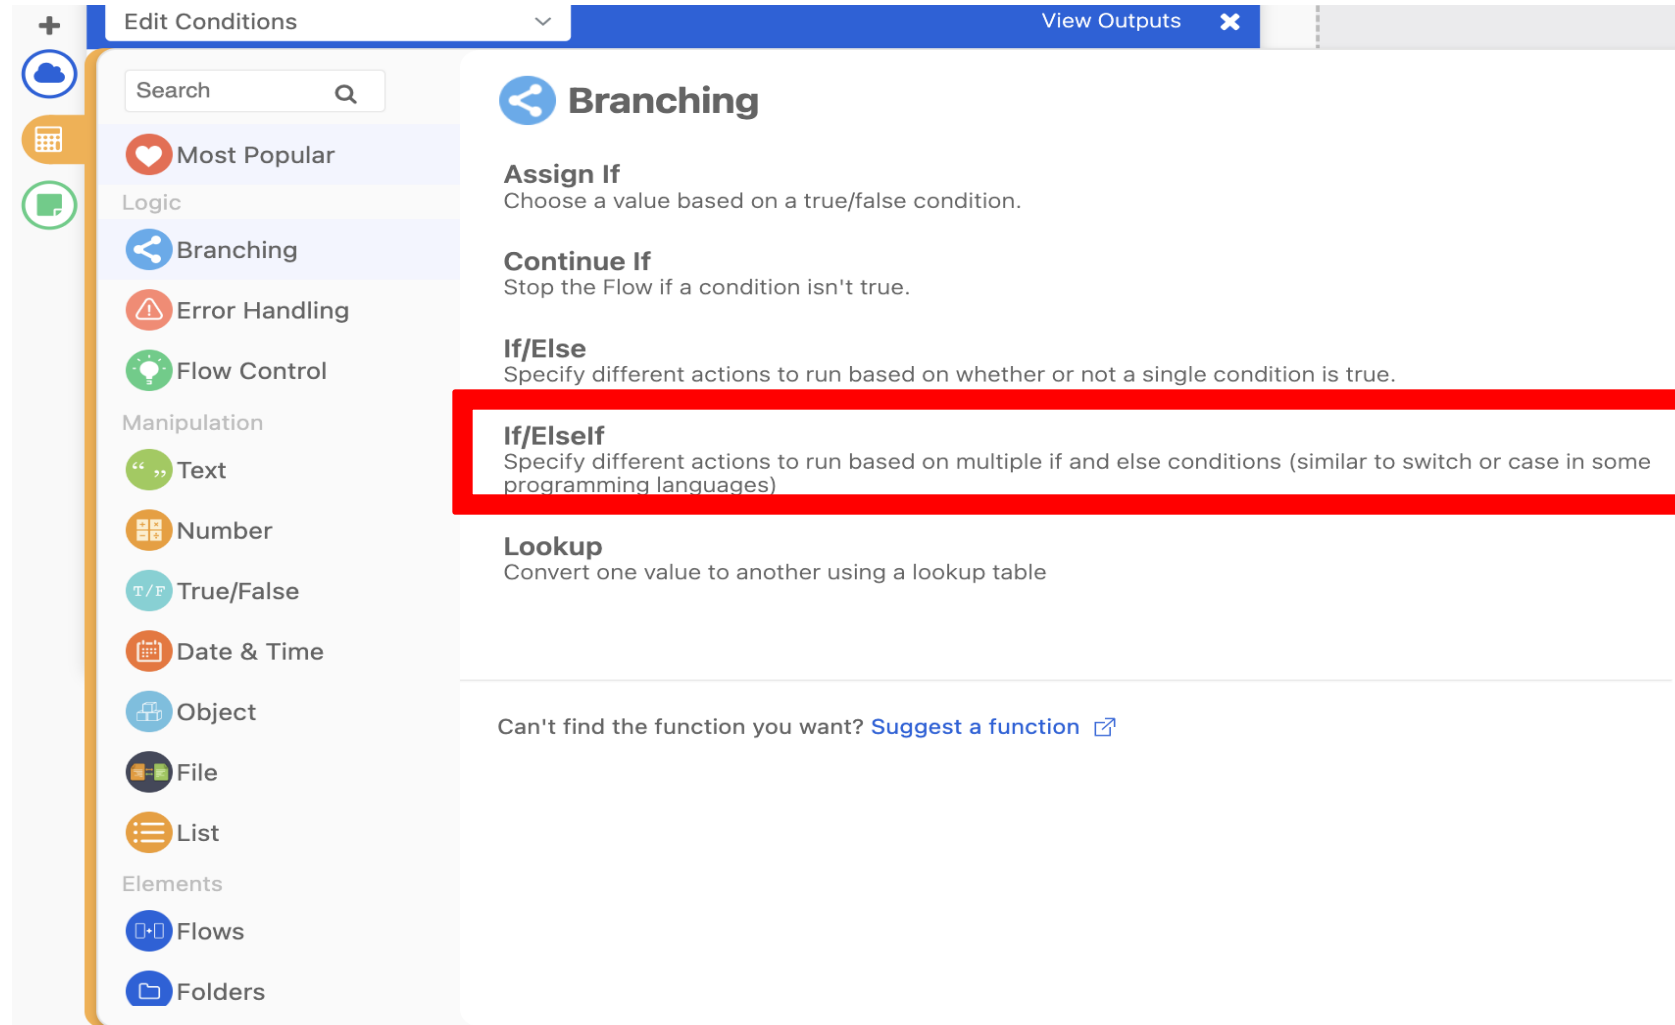 Edit Conditions
View Outputs
Search
Most Popular
Logic
Branching
Error Handling
Flow Control
Manipulation
Text
Number
T/F
True/False
Date & Time
Object
File
List
Elements
Flows
Folders
Branching
Assign If
Choose a value based on a true/false condition.
Continue If
Stop the Flow if a condition isn't true.
If/Else
Specify different actions to run based on whether or not a single condition is true.
If/ElseIf
Specify different actions to run based on multiple if and else conditions (similar to switch or case in some
programming languages)
Lookup
Convert one value to another using a lookup table
Can't find the function you want? Suggest a function